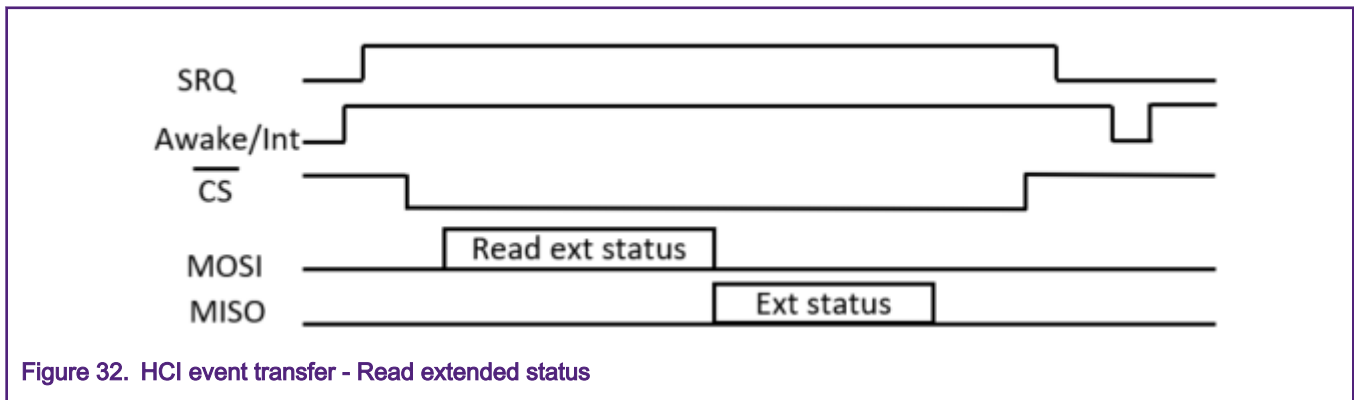 SRQ
Awake/Int
CS
Read ext status
MOSI
Ext status
MISO
Figure 32. HCI event transfer - Read extended status